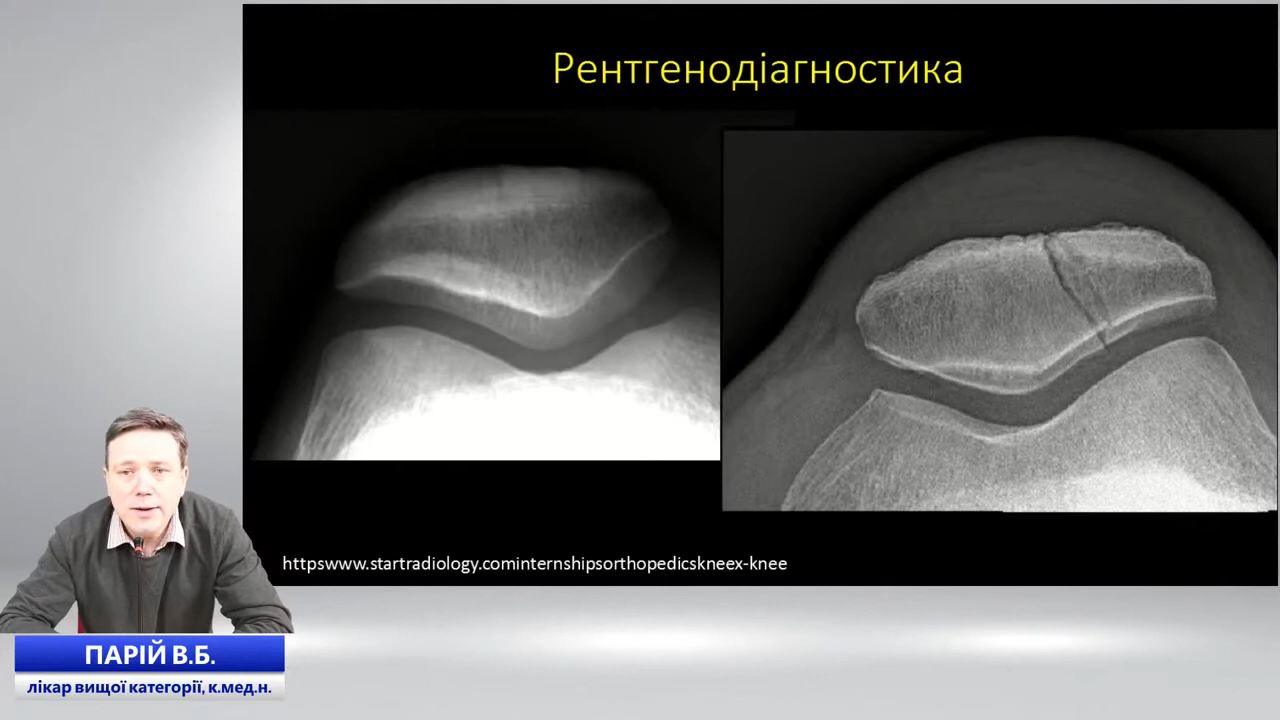 Рентгенодіагностика
httpswww.startradiology.cominternshipsorthopedicskneex-knee
ПАРІЙ В.Б.
лікар вищої категорії, к.мед.н.